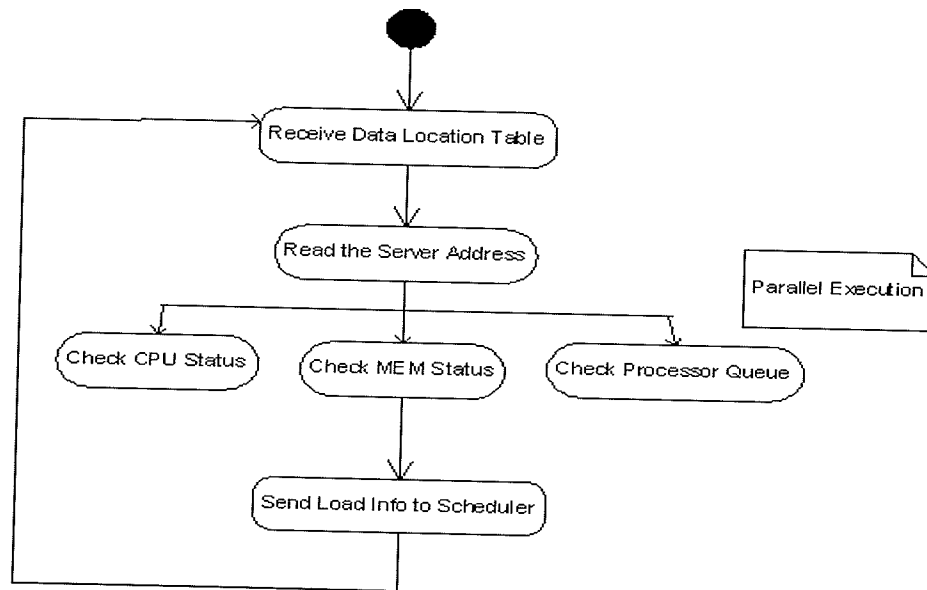 Receive Data Location Table
Read the Server Address
Parallel Execution
Check CPU Status
Check MEM Status
Check Processor Queue
Send Load Info to Scheduler